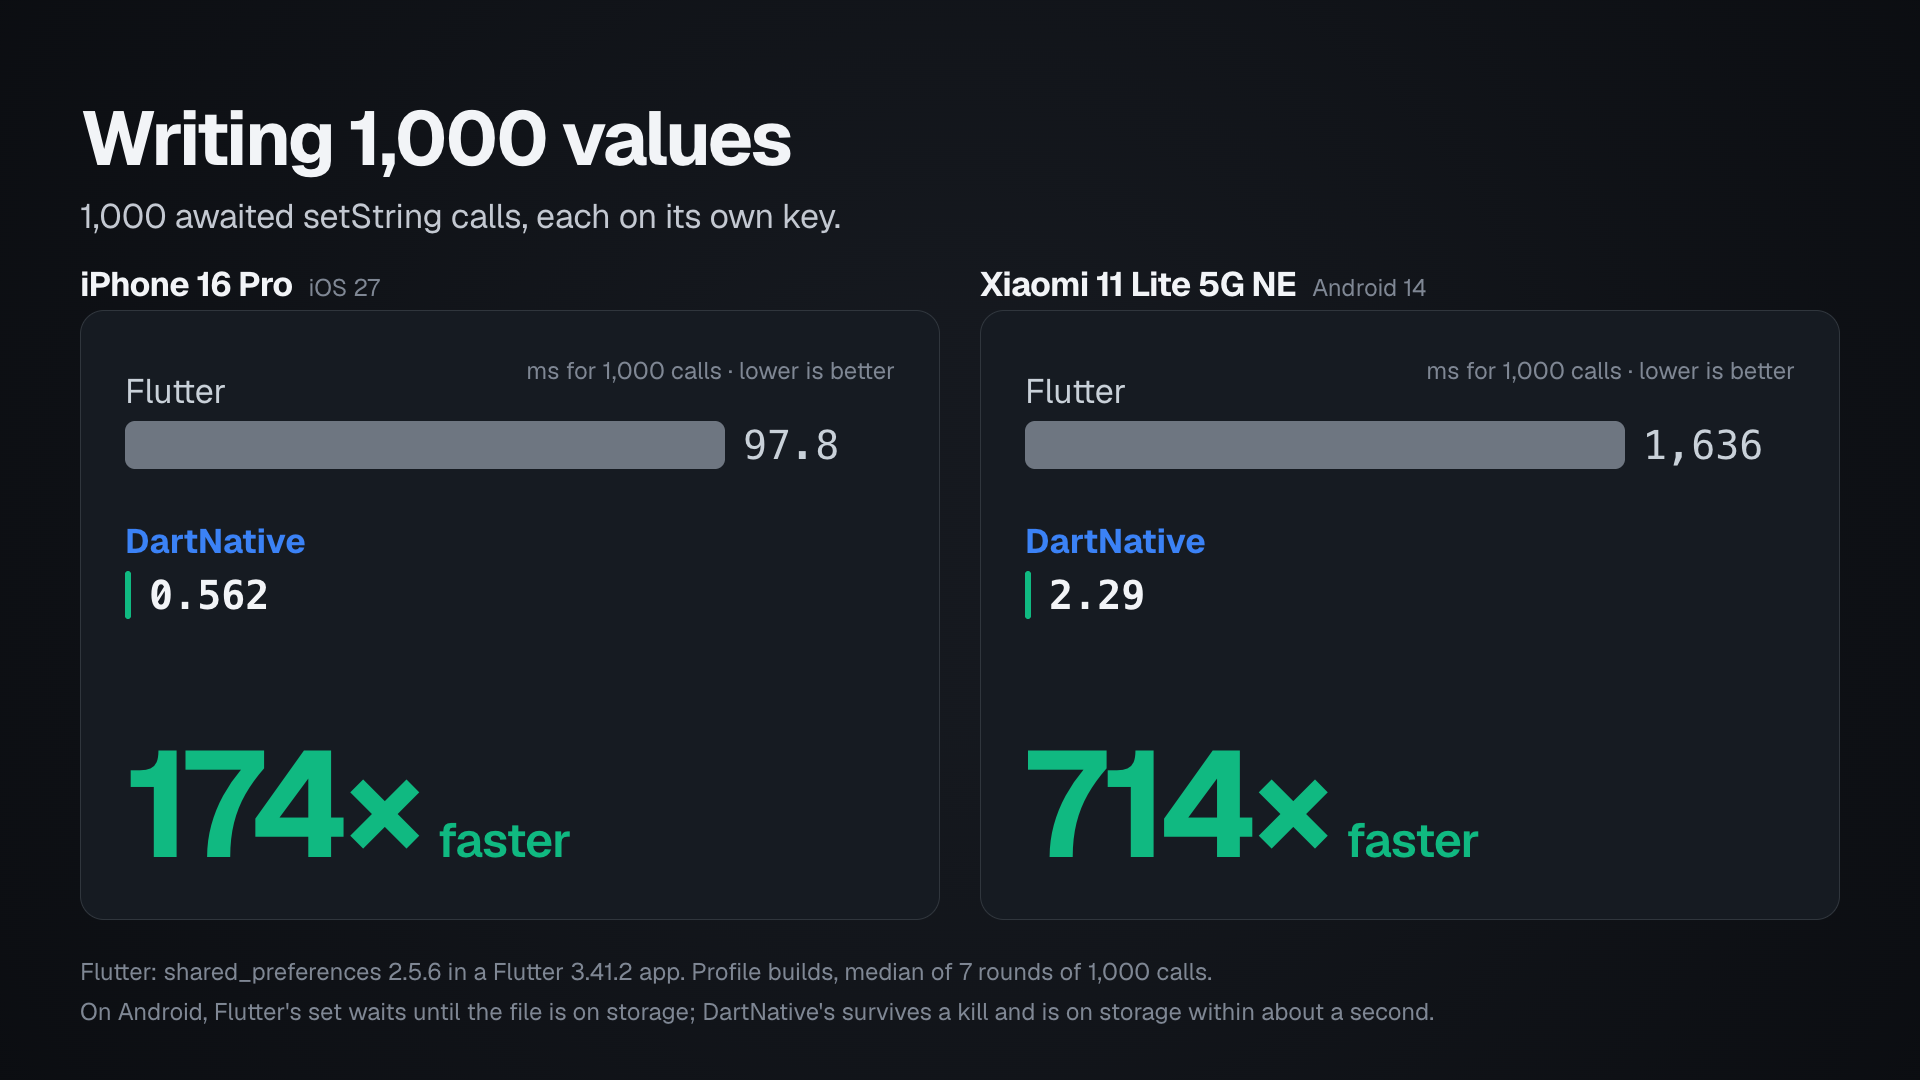 Writing 1,000 values
1,000 awaited setString calls, each on its own key.
iPhone 16 Pro iOS 27
ms for 1,000 calls · lower is better
Flutter
97.8
DartNative
0.562
174× faster
Xiaomi 11 Lite 5G NE Android 14
ms for 1,000 calls · lower is better
Flutter
1,636
DartNative
2.29
714× faster
Flutter: shared_preferences 2.5.6 in a Flutter 3.41.2 app. Profile builds, median of 7 rounds of 1,000 calls.
On Android, Flutter's set waits until the file is on storage; DartNative's survives a kill and is on storage within about a second.